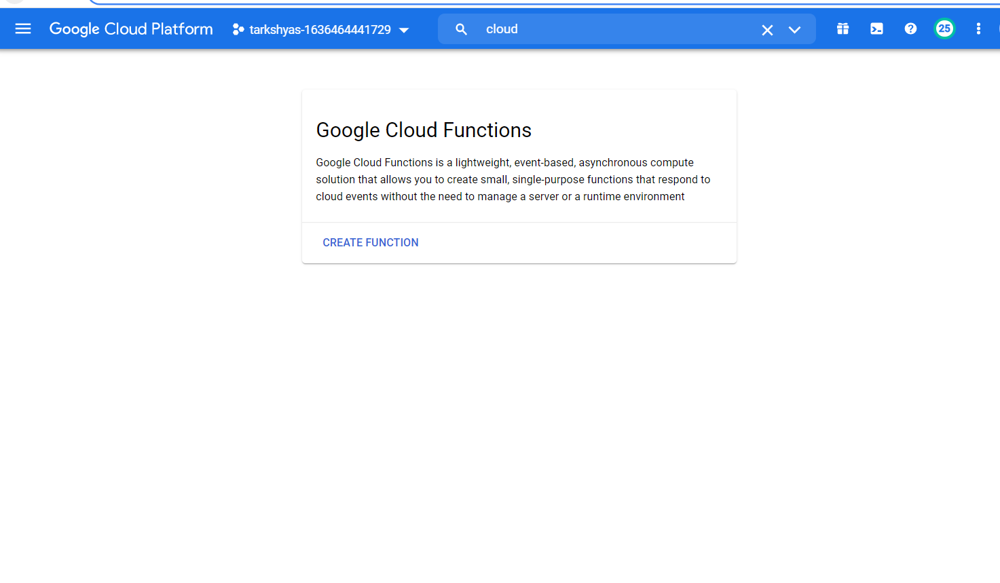 Google Cloud Platform
tarkshyas-1636464441729
cloud
25
Google Cloud Functions
Google Cloud Functions is a lightweight, event-based, asynchronous compute
solution that allows you to create small, single-purpose functions that respond to
cloud events without the need to manage a server or a runtime environment
CREATE FUNCTION